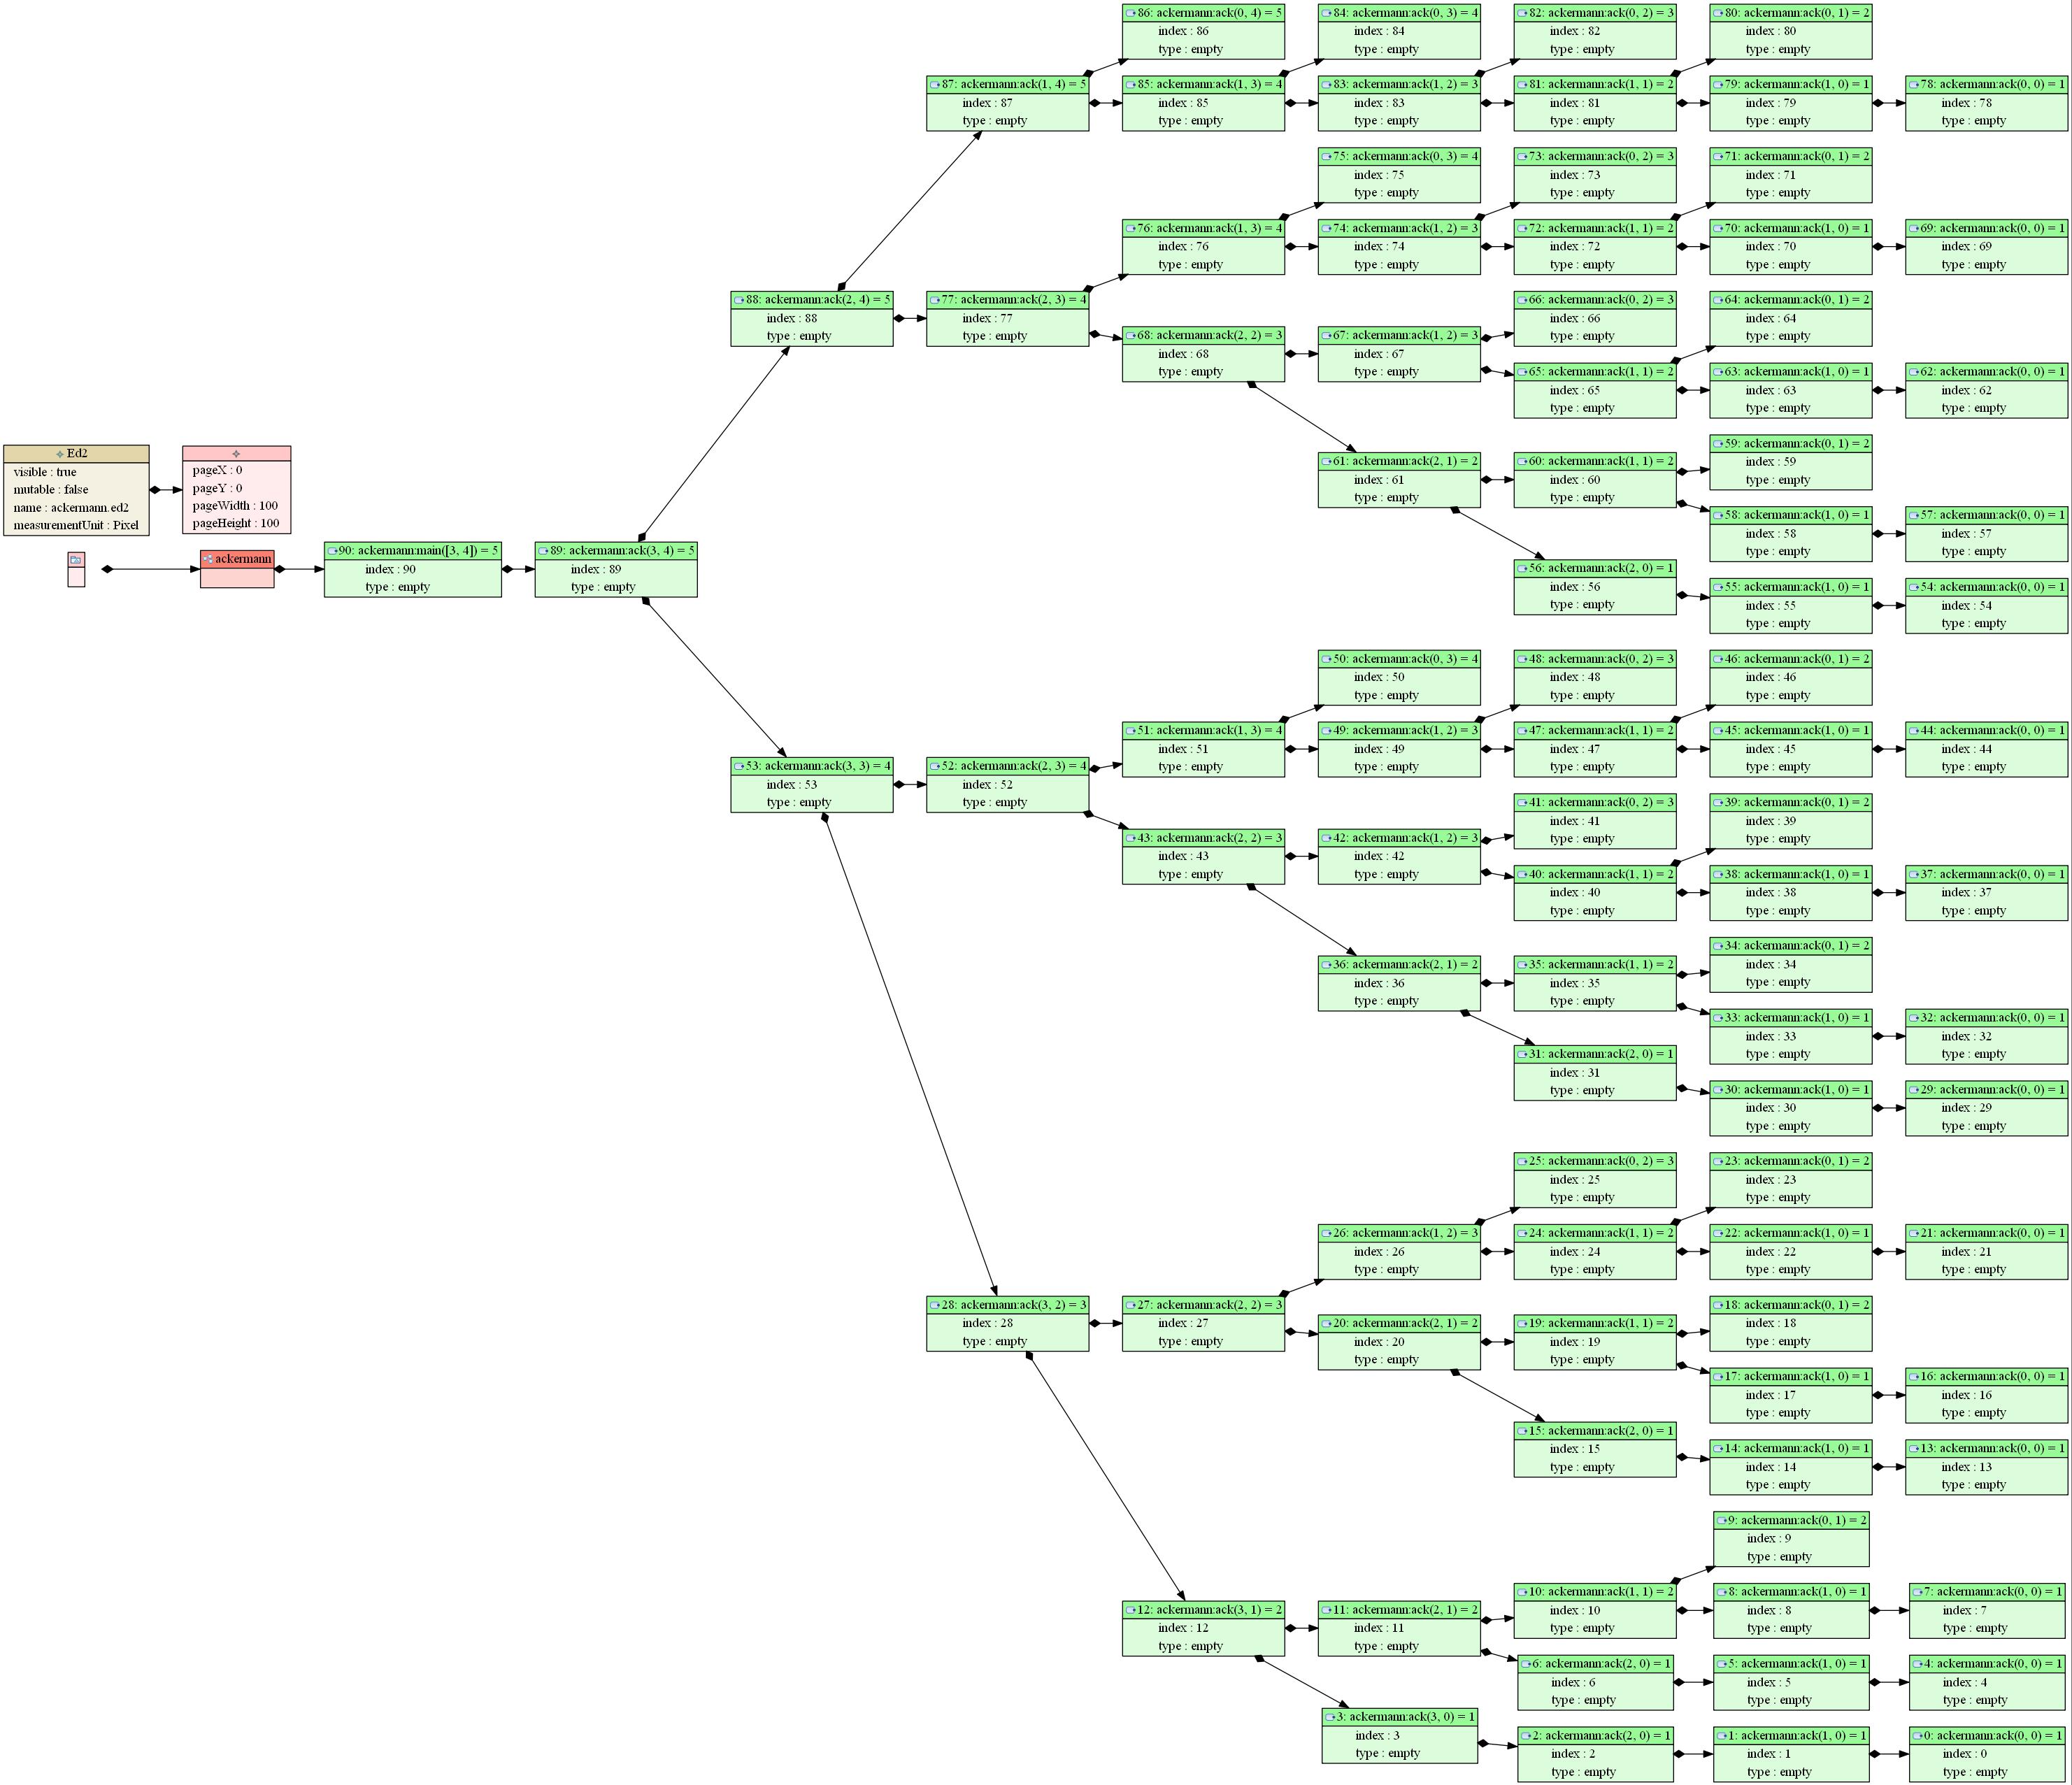 86: ackermann:ack(0, 4) = 5
index : 86
type : empty
84: ackermann:ack(0, 3) = 4
index : 84
type : empty
82: ackermann:ack(0, 2) = 3
index : 82
type : empty
80: ackermann:ack(0, 1) = 2
index : 80
type : empty
87: ackermann:ack(1, 4) = 5
index : 87
type : empty
85: ackermann:ack(1, 3) = 4
index : 85
type : empty
83: ackermann:ack(1, 2) = 3
index : 83
type : empty
81: ackermann:ack(1, 1) = 2
index : 81
type : empty
79: ackermann:ack(1, 0) = 1
index : 79
type : empty
78: ackermann:ack(0, 0) = 1
index : 78
type : empty
75: ackermann:ack(0, 3) = 4
index : 75
type : empty
73: ackermann:ack(0, 2) = 3
index : 73
type : empty
71: ackermann:ack(0, 1) = 2
index : 71
type : empty
76: ackermann:ack(1, 3) = 4
index : 76
type : empty
74: ackermann:ack(1, 2) = 3
index : 74
type : empty
72: ackermann:ack(1, 1) = 2
index : 72
type : empty
70: ackermann:ack(1, 0) = 1
index : 70
type : empty
69: ackermann:ack(0, 0) = 1
index : 69
type : empty
88: ackermann:ack(2, 4) = 5
index : 88
type : empty
77: ackermann:ack(2, 3) = 4
index : 77
type : empty
66: ackermann:ack(0, 2) = 3
index : 66
type : empty
64: ackermann:ack(0, 1) = 2
index : 64
type : empty
68: ackermann:ack(2, 2) = 3
index : 68
type : empty
67: ackermann:ack(1, 2) = 3
index : 67
type : empty
65: ackermann:ack(1, 1) = 2
index : 65
type : empty
63: ackermann:ack(1, 0) = 1
index : 63
type : empty
62: ackermann:ack(0, 0) = 1
index : 62
type : empty
59: ackermann:ack(0, 1) = 2
index : 59
type : empty
Ed2
visible : true
mutable : false
name : ackermann.ed2
measurementUnit : Pixel
pageX : 0
pageY : 0
pageWidth : 100
pageHeight : 100
61: ackermann:ack(2, 1) = 2
index : 61
type : empty
60: ackermann:ack(1, 1) = 2
index : 60
type : empty
58: ackermann:ack(1, 0) = 1
index : 58
type : empty
57: ackermann:ack(0, 0) = 1
index : 57
type : empty
ackermann
90: ackermann:main([3, 4]) = 5
index : 90
type : empty
89: ackermann:ack(3, 4) = 5
index : 89
type : empty
56: ackermann:ack(2, 0) = 1
index : 56
type : empty
55: ackermann:ack(1, 0) = 1
index : 55
type : empty
54: ackermann:ack(0, 0) = 1
index : 54
type : empty
50: ackermann:ack(0, 3) = 4
index : 50
type : empty
48: ackermann:ack(0, 2) = 3
index : 48
type : empty
46: ackermann:ack(0, 1) = 2
index : 46
type : empty
51: ackermann:ack(1, 3) = 4
index : 51
type : empty
49: ackermann:ack(1, 2) = 3
index : 49
type : empty
47: ackermann:ack(1, 1) = 2
index : 47
type : empty
45: ackermann:ack(1, 0) = 1
index : 45
type : empty
44: ackermann:ack(0, 0) = 1
index : 44
type : empty
53: ackermann:ack(3, 3) = 4
index : 53
type : empty
52: ackermann:ack(2, 3) = 4
index : 52
type : empty
41: ackermann:ack(0, 2) = 3
index : 41
type : empty
39: ackermann:ack(0, 1) = 2
index : 39
type : empty
43: ackermann:ack(2, 2) = 3
index : 43
type : empty
42: ackermann:ack(1, 2) = 3
index : 42
type : empty
40: ackermann:ack(1, 1) = 2
index : 40
type : empty
38: ackermann:ack(1, 0) = 1
index : 38
type : empty
37: ackermann:ack(0, 0) = 1
index : 37
type : empty
34: ackermann:ack(0, 1) = 2
index : 34
type : empty
36: ackermann:ack(2, 1) = 2
index : 36
type : empty
35: ackermann:ack(1, 1) = 2
index : 35
type : empty
33: ackermann:ack(1, 0) = 1
index : 33
type : empty
32: ackermann:ack(0, 0) = 1
index : 32
type : empty
31: ackermann:ack(2, 0) = 1
index : 31
type : empty
30: ackermann:ack(1, 0) = 1
index : 30
type : empty
29: ackermann:ack(0, 0) = 1
index : 29
type : empty
25: ackermann:ack(0, 2) = 3
index : 25
type : empty
23: ackermann:ack(0, 1) = 2
index : 23
type : empty
26: ackermann:ack(1, 2) = 3
index : 26
type : empty
24: ackermann:ack(1, 1) = 2
index : 24
type : empty
22: ackermann:ack(1, 0) = 1
index : 22
type : empty
21: ackermann:ack(0, 0) = 1
index : 21
type : empty
28: ackermann:ack(3, 2) = 3
index : 28
type : empty
27: ackermann:ack(2, 2) = 3
index : 27
type : empty
20: ackermann:ack(2, 1) = 2
index : 20
type : empty
19: ackermann:ack(1, 1) = 2
index : 19
type : empty
18: ackermann:ack(0, 1) = 2
index : 18
type : empty
17: ackermann:ack(1, 0) = 1
index : 17
type : empty
16: ackermann:ack(0, 0) = 1
index : 16
type : empty
15: ackermann:ack(2, 0) = 1
index : 15
type : empty
14: ackermann:ack(1, 0) = 1
index : 14
type : empty
13: ackermann:ack(0, 0) = 1
index : 13
type : empty
9: ackermann:ack(0, 1) = 2
index : 9
type : empty
12: ackermann:ack(3, 1) = 2
index : 12
type : empty
11: ackermann:ack(2, 1) = 2
index : 11
type : empty
10: ackermann:ack(1, 1) = 2
index : 10
type : empty
8: ackermann:ack(1, 0) = 1
index : 8
type : empty
7: ackermann:ack(0, 0) = 1
index : 7
type : empty
6: ackermann:ack(2, 0) = 1
index : 6
type : empty
5: ackermann:ack(1, 0) = 1
index : 5
type : empty
4: ackermann:ack(0, 0) = 1
index : 4
type : empty
3: ackermann:ack(3, 0) = 1
index : 3
type : empty
2: ackermann:ack(2, 0) = 1
index : 2
type : empty
1: ackermann:ack(1, 0) = 1
index : 1
type : empty
0: ackermann:ack(0, 0) = 1
index : 0
type : empty